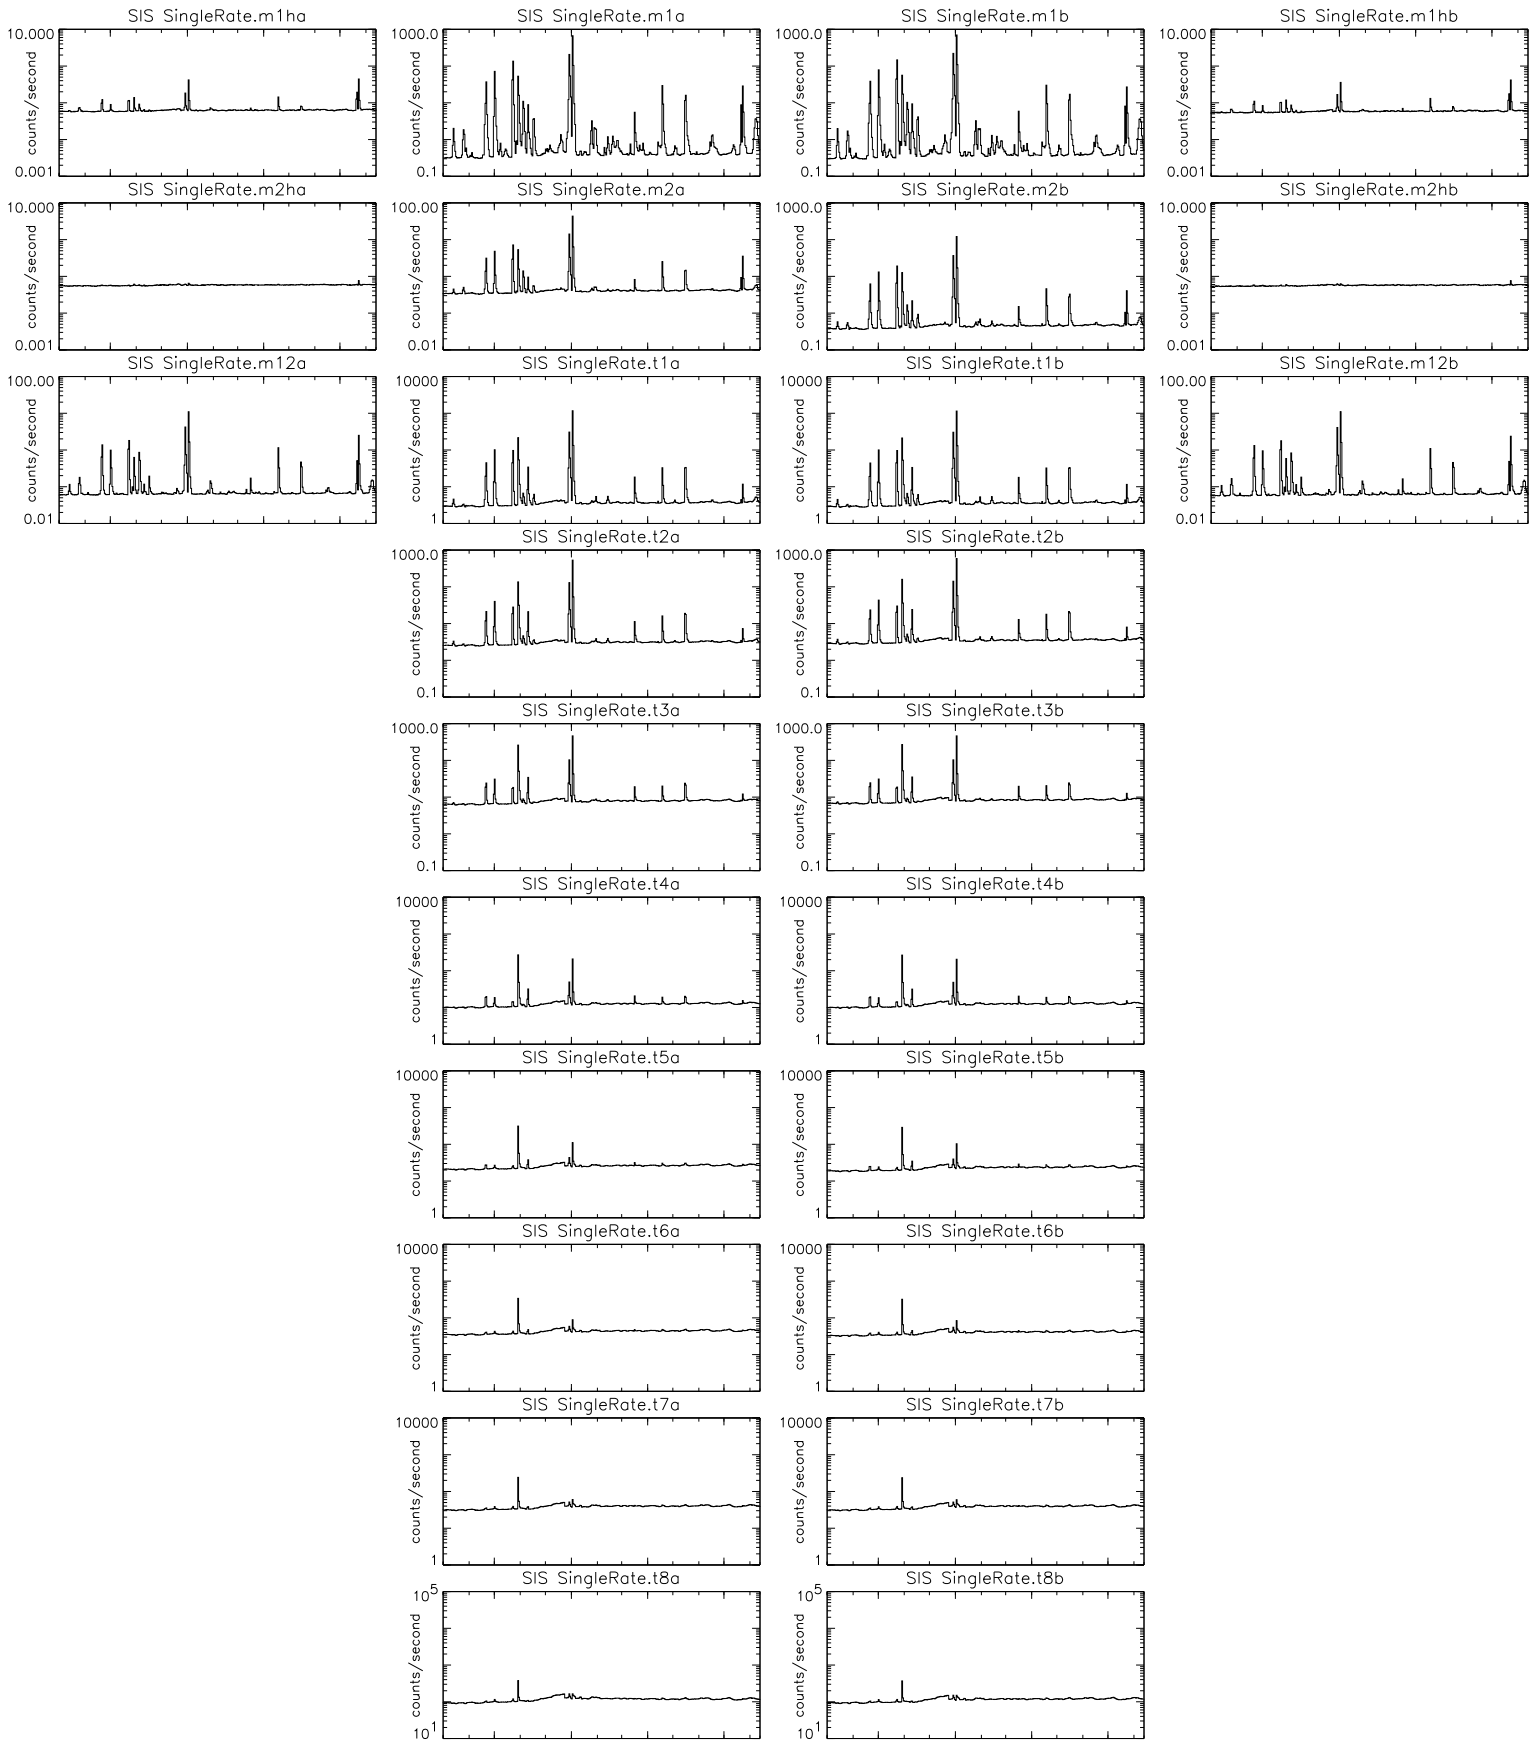 SIS SingleRate.m1ha
SIS SingleRate.m1a
SIS SingleRate.m1b
SIS SingleRate.m1hb
10.000
counts/second
0.001
1000.0
counts/second
0.1
1000.0
counts/second
0.1
10.000
counts/second
0.001
SIS SingleRate.m2ha
SIS SingleRate.m2a
SIS SingleRate.m2b
SIS SingleRate.m2hb
10.000
counts/second
0.001
100.00
counts/second
0.01
1000.0
counts/second
0.1
10.000
counts/second
0.001
SIS SingleRate.m12a
SIS SingleRate.t1a
SIS SingleRate.t1b
SIS SingleRate.m12b
100.00
counts/second
0.01
10000
counts/second
1
10000
counts/second
1
100.00
counts/second
0.01
SIS SingleRate.t2a
SIS SingleRate.t2b
1000.0
counts/second
0.1
1000.0
counts/second
0.1
SIS SingleRate.t3a
SIS SingleRate.t3b
1000.0
counts/second
0.1
1000.0
counts/second
0.1
SIS SingleRate.t4a
SIS SingleRate.t4b
10000
counts/second
1
10000
counts/second
1
SIS SingleRate.t5a
SIS SingleRate.t5b
10000
counts/second
1
10000
counts/second
1
SIS SingleRate.t6a
SIS SingleRate.t6b
10000
counts/second
1
10000
counts/second
1
SIS SingleRate.t7a
SIS SingleRate.t7b
10000
counts/second
1
10000
counts/second
1
SIS SingleRate.t8a
SIS SingleRate.t8b
10⁵
counts/second
10¹
10⁵
counts/second
10¹